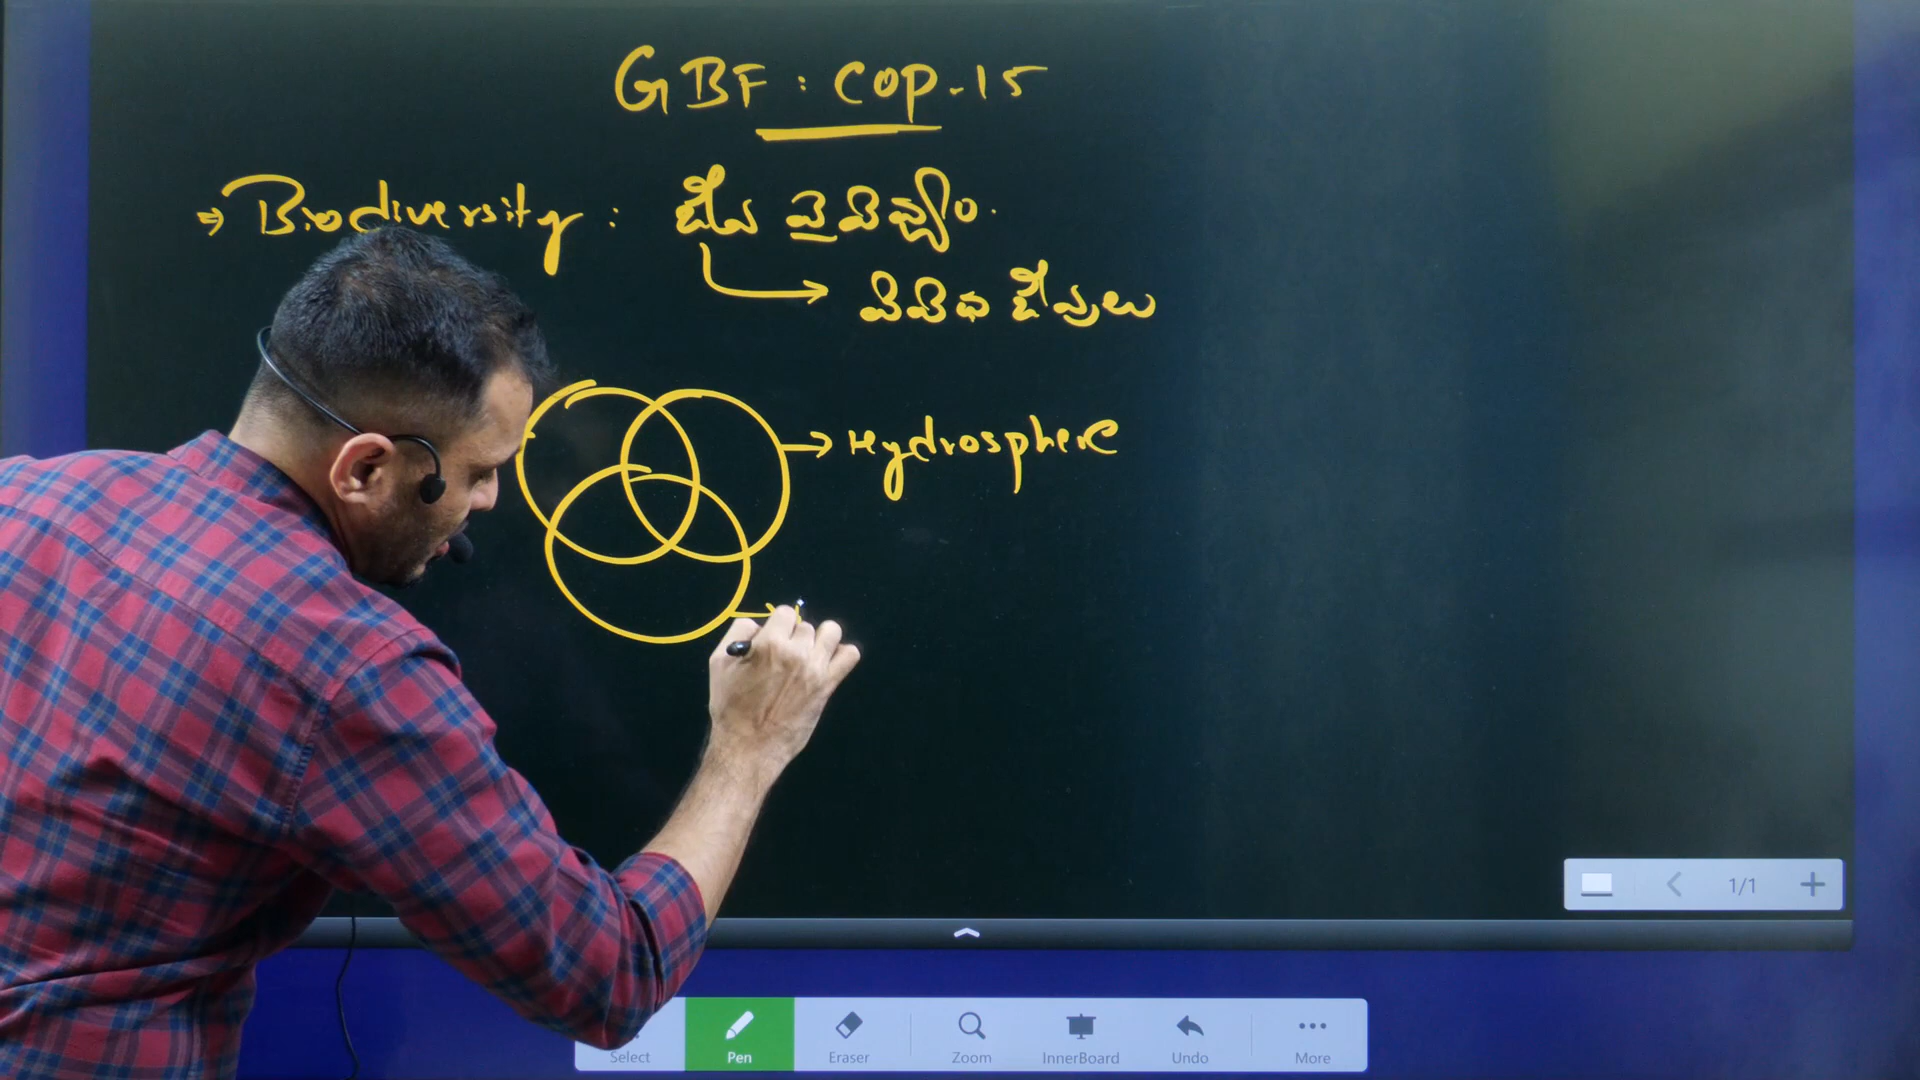 GBF : COP-15
→ Biodiversity : జీవ వైవిధ్యం.
వివిధ జీవులు
→ Hydrosphere
1/1
Select Pen Eraser Zoom InnerBoard Undo More